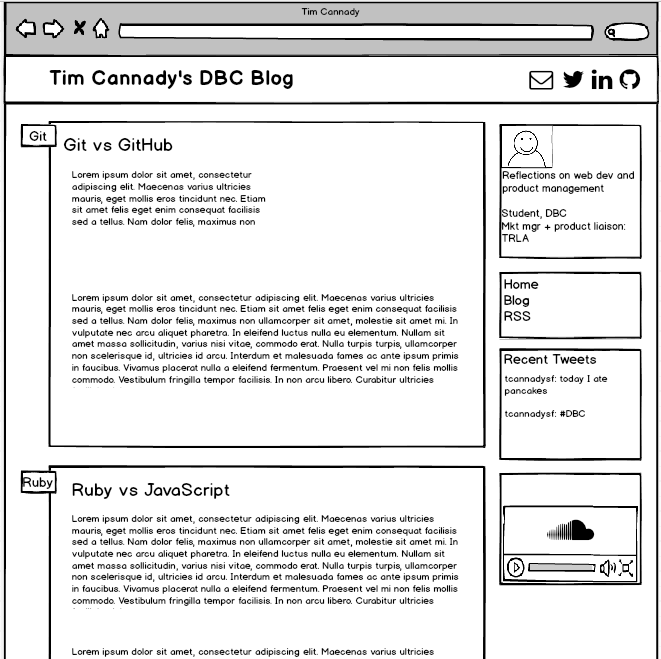 Tim Cannady
Tim Cannady's DBC Blog
Git
Git vs GitHub
Lorem ipsum dolor sit amet, consectetur
adipiscing elit. Maecenas varius ultricies
mauris, eget mollis eros tincidunt nec. Etiam
sit amet felis eget enim consequat facilisis
sed a tellus. Nam dolor felis, maximus non
Lorem ipsum dolor sit amet, consectetur adipiscing elit. Maecenas varius ultricies
mauris, eget mollis eros tincidunt nec. Etiam sit amet felis eget enim consequat facilisis
sed a tellus. Nam dolor felis, maximus non ullamcorper sit amet, molestie sit amet mi. In
vulputate nec arcu aliquet pharetra. In eleifend luctus nulla eu elementum. Nullam sit
amet massa sollicitudin, varius nisi vitae, commodo erat. Nulla turpis turpis, ullamcorper
non scelerisque id, ultricies id arcu. Interdum et malesuada fames ac ante ipsum primis
in faucibus. Vivamus placerat nulla a eleifend fermentum. Praesent vel mi non felis mollis
commodo. Vestibulum fringilla tempor facilisis. In non arcu libero. Curabitur ultricies
Ruby
Ruby vs JavaScript
Lorem ipsum dolor sit amet, consectetur adipiscing elit. Maecenas varius ultricies
mauris, eget mollis eros tincidunt nec. Etiam sit amet felis eget enim consequat facilisis
sed a tellus. Nam dolor felis, maximus non ullamcorper sit amet, molestie sit amet mi. In
vulputate nec arcu aliquet pharetra. In eleifend luctus nulla eu elementum. Nullam sit
amet massa sollicitudin, varius nisi vitae, commodo erat. Nulla turpis turpis, ullamcorper
non scelerisque id, ultricies id arcu. Interdum et malesuada fames ac ante ipsum primis
in faucibus. Vivamus placerat nulla a eleifend fermentum. Praesent vel mi non felis mollis
commodo. Vestibulum fringilla tempor facilisis. In non arcu libero. Curabitur ultricies
Lorem ipsum dolor sit amet, consectetur adipiscing elit. Maecenas varius ultricies
Reflections on web dev and
product management
Student, DBC
Mkt mgr + product liaison:
TRLA
Home
Blog
RSS
Recent Tweets
tcannadysf: today I ate
pancakes
tcannadysf: #DBC